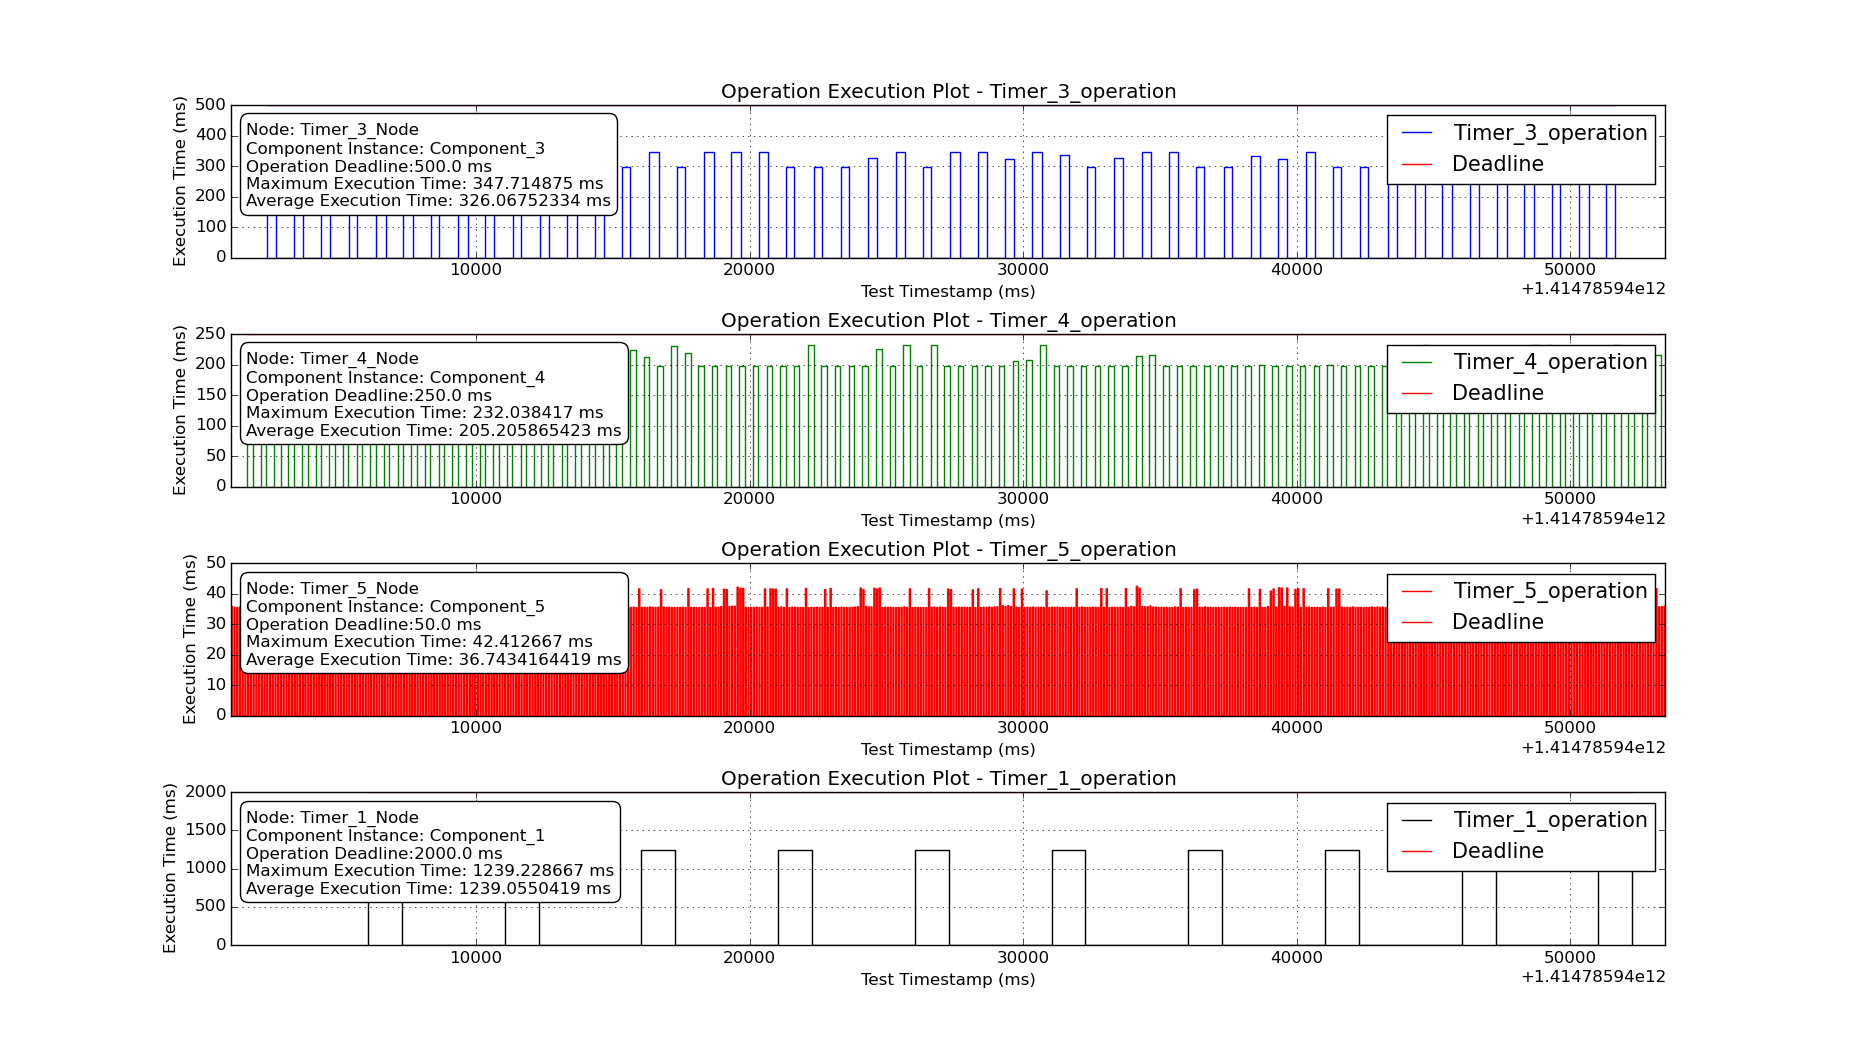 Operation Execution Plot - Timer_3_operation
Execution Time (ms)
500
400
300
200
100
0
Node: Timer_3_Node
Component Instance: Component_3
Operation Deadline:500.0 ms
Maximum Execution Time: 347.714875 ms
Average Execution Time: 326.06752334 ms
Timer_3_operation
Deadline
10000 20000 30000 40000 50000
Test Timestamp (ms)
+1.41478594e12
Operation Execution Plot - Timer_4_operation
Execution Time (ms)
250
200
150
100
50
0
Node: Timer_4_Node
Component Instance: Component_4
Operation Deadline:250.0 ms
Maximum Execution Time: 232.038417 ms
Average Execution Time: 205.205865423 ms
Timer_4_operation
Deadline
10000 20000 30000 40000 50000
Test Timestamp (ms)
+1.41478594e12
Operation Execution Plot - Timer_5_operation
Execution Time (ms)
50
40
30
20
10
0
Node: Timer_5_Node
Component Instance: Component_5
Operation Deadline:50.0 ms
Maximum Execution Time: 42.412667 ms
Average Execution Time: 36.7434164419 ms
Timer_5_operation
Deadline
10000 20000 30000 40000 50000
Test Timestamp (ms)
+1.41478594e12
Operation Execution Plot - Timer_1_operation
Execution Time (ms)
2000
1500
1000
500
0
Node: Timer_1_Node
Component Instance: Component_1
Operation Deadline:2000.0 ms
Maximum Execution Time: 1239.228667 ms
Average Execution Time: 1239.0550419 ms
Timer_1_operation
Deadline
10000 20000 30000 40000 50000
Test Timestamp (ms)
+1.41478594e12